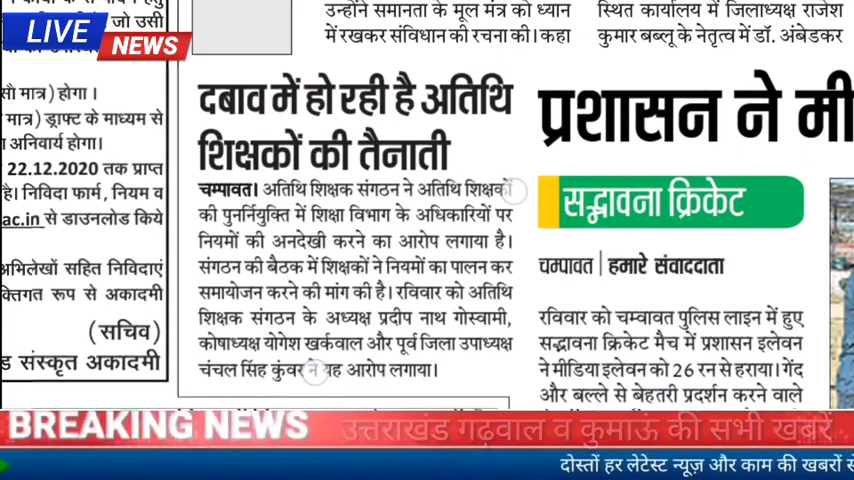 LIVE
NEWS
जो उसी
सौ मात्र) होगा ।
मात्र) ड्राफ्ट के माध्यम से
अनिवार्य होगा।
22.12.2020 तक प्राप्त
है। निविदा फार्म, नियम व
ac.in से डाउनलोड किये
अभिलेखों सहित निविदाएं
क्तिगत रूप से अकादमी
(सचिव)
ड संस्कृत अकादमी
उन्होंने समानता के मूल मंत्र को ध्यान
में रखकर संविधान की रचना की। कहा
स्थित कार्यालय में जिलाध्यक्ष राजेश
कुमार बब्लू के नेतृत्व में डॉ. अंबेडकर
दबाव में हो रही है अतिथि
शिक्षकों की तैनाती
चम्पावत। अतिथि शिक्षक संगठन ने अतिथि शिक्षकों
की पुनर्नियुक्ति में शिक्षा विभाग के अधिकारियों पर
नियमों की अनदेखी करने का आरोप लगाया है।
संगठन की बैठक में शिक्षकों ने नियमों का पालन कर
समायोजन करने की मांग की है। रविवार को अतिथि
शिक्षक संगठन के अध्यक्ष प्रदीप नाथ गोस्वामी,
कोषाध्यक्ष योगेश खर्कवाल और पूर्व जिला उपाध्यक्ष
चंचल सिंह कुंवर ने यह आरोप लगाया।
प्रशासन ने मी
सद्भावना क्रिकेट
चम्पावत | हमारे संवाददाता
रविवार को चम्पावत पुलिस लाइन में हुए
सद्भावना क्रिकेट मैच में प्रशासन इलेवन
ने मीडिया इलेवन को 26 रन से हराया। गेंद
और बल्ले से बेहतरी प्रदर्शन करने वाले
BREAKING NEWS
उत्तराखंड गढ़वाल व कुमाऊं की सभी खबरें
दोस्तों हर लेटेस्ट न्यूज़ और काम की खबरों से